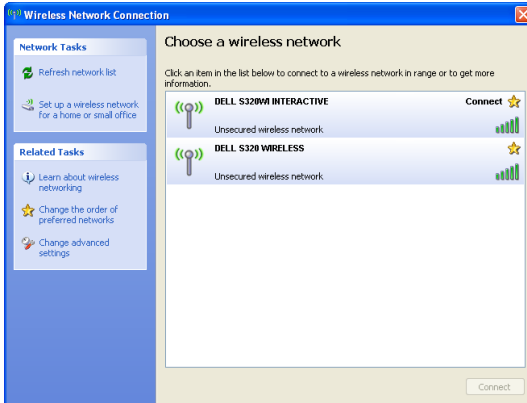 Wireless Network Connection
Network Tasks
Refresh network list
Set up a wireless network
for a home or small office
Related Tasks
Learn about wireless
networking
Change the order of
preferred networks
Change advanced
settings
Choose a wireless network
Click an item in the list below to connect to a wireless network in range or to get more
information.
DELL S320WI INTERACTIVE
Connect
Unsecured wireless network
DELL S320 WIRELESS
Unsecured wireless network
Connect